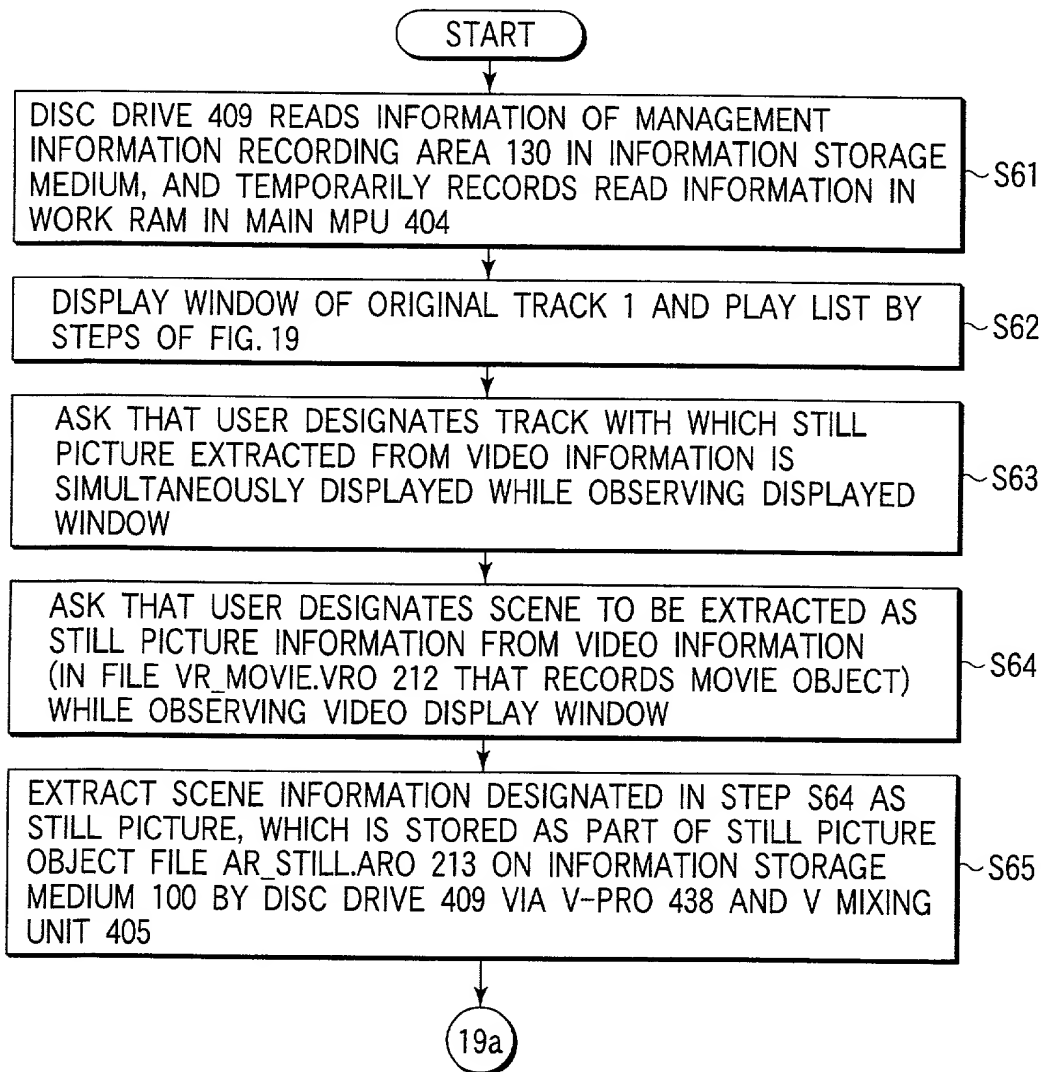 START
DISC DRIVE 409 READS INFORMATION OF MANAGEMENT
INFORMATION RECORDING AREA 130 IN INFORMATION STORAGE
MEDIUM, AND TEMPORARILY RECORDS READ INFORMATION IN
WORK RAM IN MAIN MPU 404
S61
DISPLAY WINDOW OF ORIGINAL TRACK 1 AND PLAY LIST BY
STEPS OF FIG. 19
S62
ASK THAT USER DESIGNATES TRACK WITH WHICH STILL
PICTURE EXTRACTED FROM VIDEO INFORMATION IS
SIMULTANEOUSLY DISPLAYED WHILE OBSERVING DISPLAYED
WINDOW
S63
ASK THAT USER DESIGNATES SCENE TO BE EXTRACTED AS
STILL PICTURE INFORMATION FROM VIDEO INFORMATION
(IN FILE VR_MOVIE.VRO 212 THAT RECORDS MOVIE OBJECT)
WHILE OBSERVING VIDEO DISPLAY WINDOW
S64
EXTRACT SCENE INFORMATION DESIGNATED IN STEP S64 AS
STILL PICTURE, WHICH IS STORED AS PART OF STILL PICTURE
OBJECT FILE AR_STILL.ARO 213 ON INFORMATION STORAGE
MEDIUM 100 BY DISC DRIVE 409 VIA V-PRO 438 AND V MIXING
UNIT 405
S65
19a